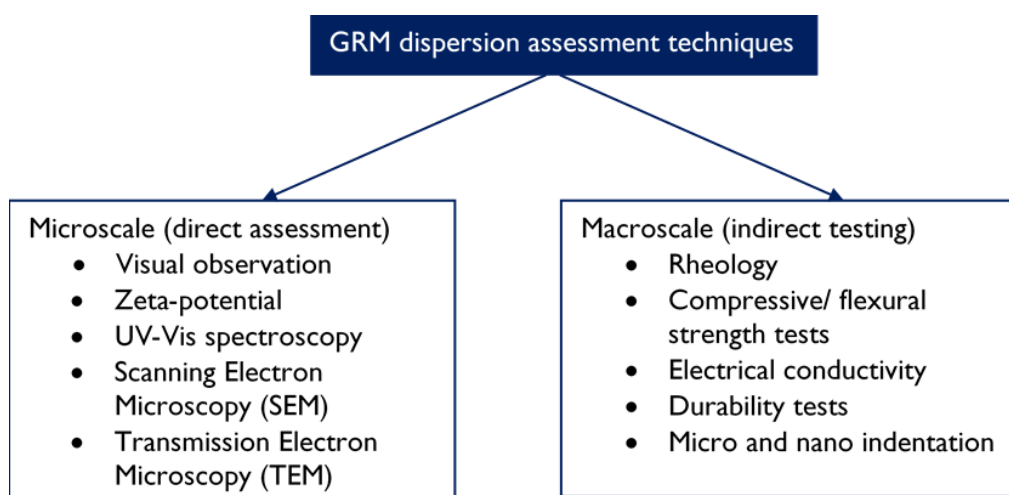 GRM dispersion assessment techniques
Microscale (direct assessment)
• Visual observation
• Zeta-potential
• UV-Vis spectroscopy
• Scanning Electron
Microscopy (SEM)
• Transmission Electron
Microscopy (TEM)
Macroscale (indirect testing)
• Rheology
• Compressive/ flexural
strength tests
• Electrical conductivity
• Durability tests
• Micro and nano indentation